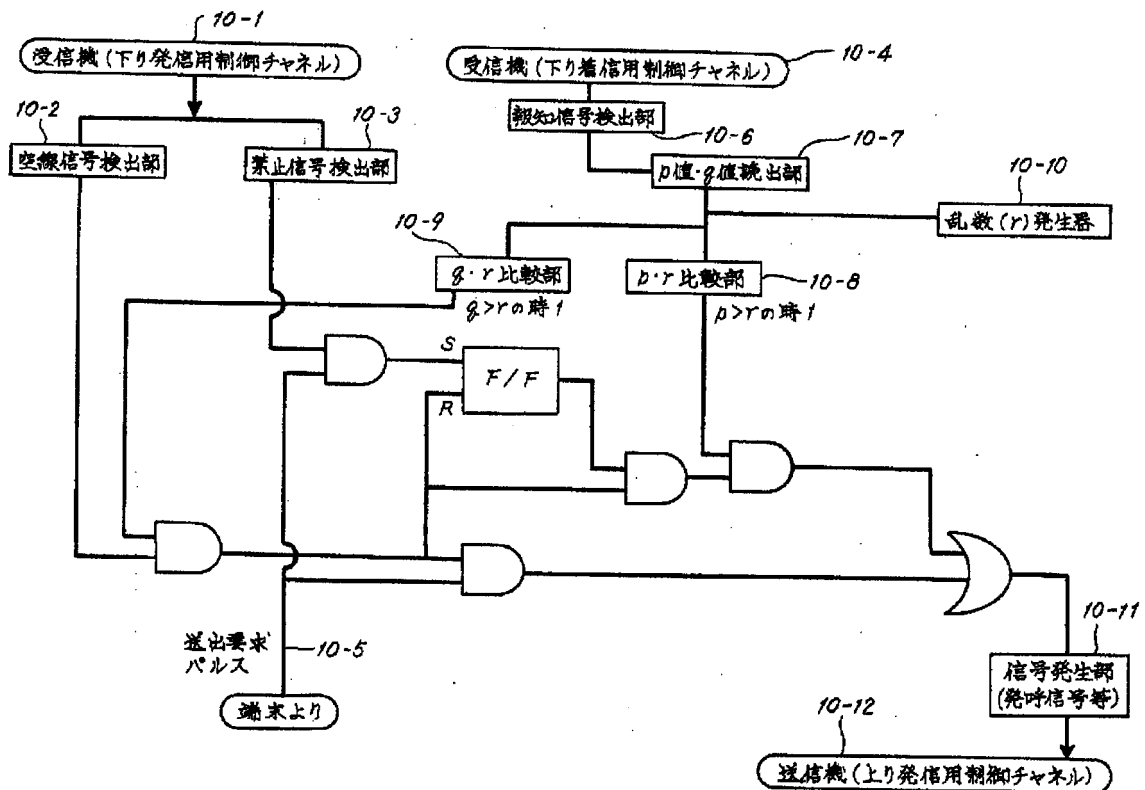 10-1
受信機(下り発信用制御チャネル)
10-4
受信機(下り着信用制御チャネル)
10-2
10-3
報知信号検出部
10-6
10-7
空線信号検出部
禁止信号検出部
p値・q値読出部
10-10
乱数(r)発生器
10-9
q・r比較部
p・r比較部
10-8
q>rの時1
p>rの時1
S
F/F
R
送出要求
パルス
10-5
10-11
信号発生部
(発呼信号等)
端末より
10-12
送信機(上り発信用制御チャネル)